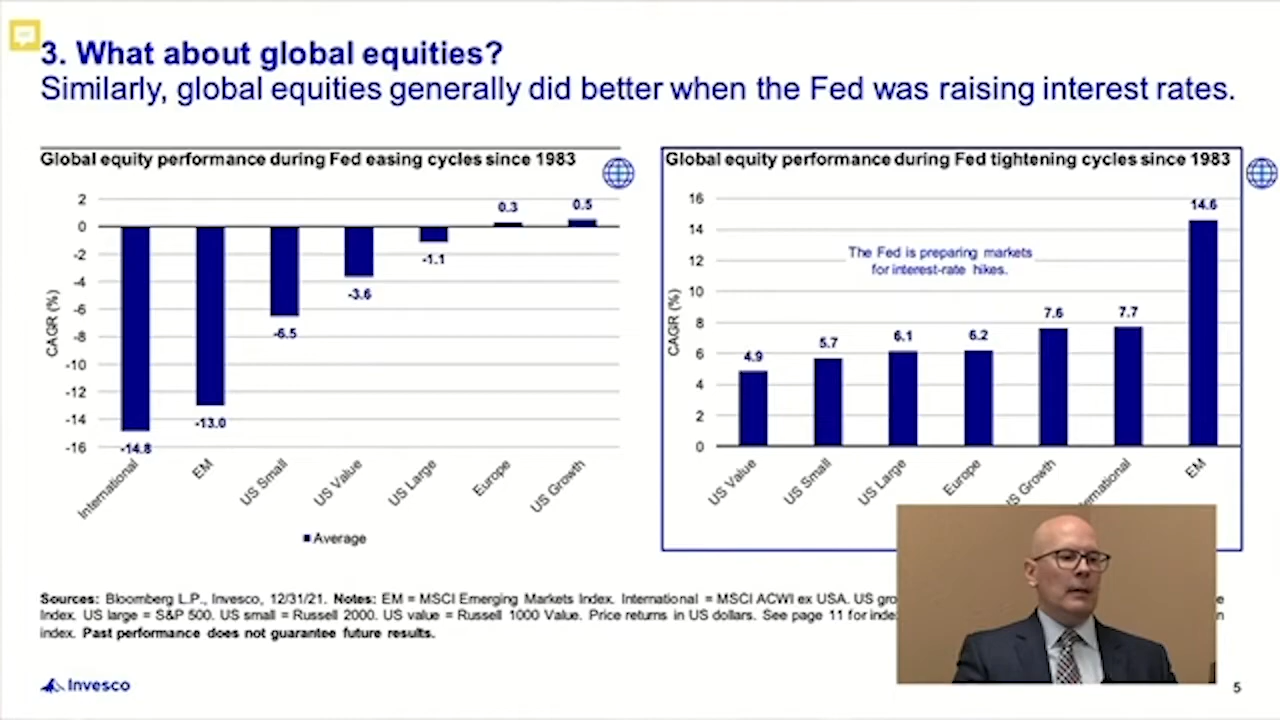 3. What about global equities?
Similarly, global equities generally did better when the Fed was raising interest rates.
Global equity performance during Fed easing cycles since 1983
2
0
-2
-4
-6
-8
-10
-12
-14
-16
CAGR (%)
-14.8
-13.0
-6.5
-3.6
-1.1
0.3
0.5
International
EM
US Small
US Value
US Large
Europe
US Growth
Average
Global equity performance during Fed tightening cycles since 1983
16
14
12
10
8
6
4
2
0
CAGR (%)
The Fed is preparing markets
for interest-rate hikes.
4.9
5.7
6.1
6.2
7.6
7.7
14.6
US Value
US Small
US Large
Europe
S Growth
ernational
EM
Sources: Bloomberg L.P., Invesco, 12/31/21. Notes: EM = MSCI Emerging Markets Index. International = MSCI ACWI ex USA. US gro
Index. US large = S&P 500. US small = Russell 2000. US value = Russell 1000 Value. Price returns in US dollars. See page 11 for inde
index. Past performance does not guarantee future results.
Invesco
5